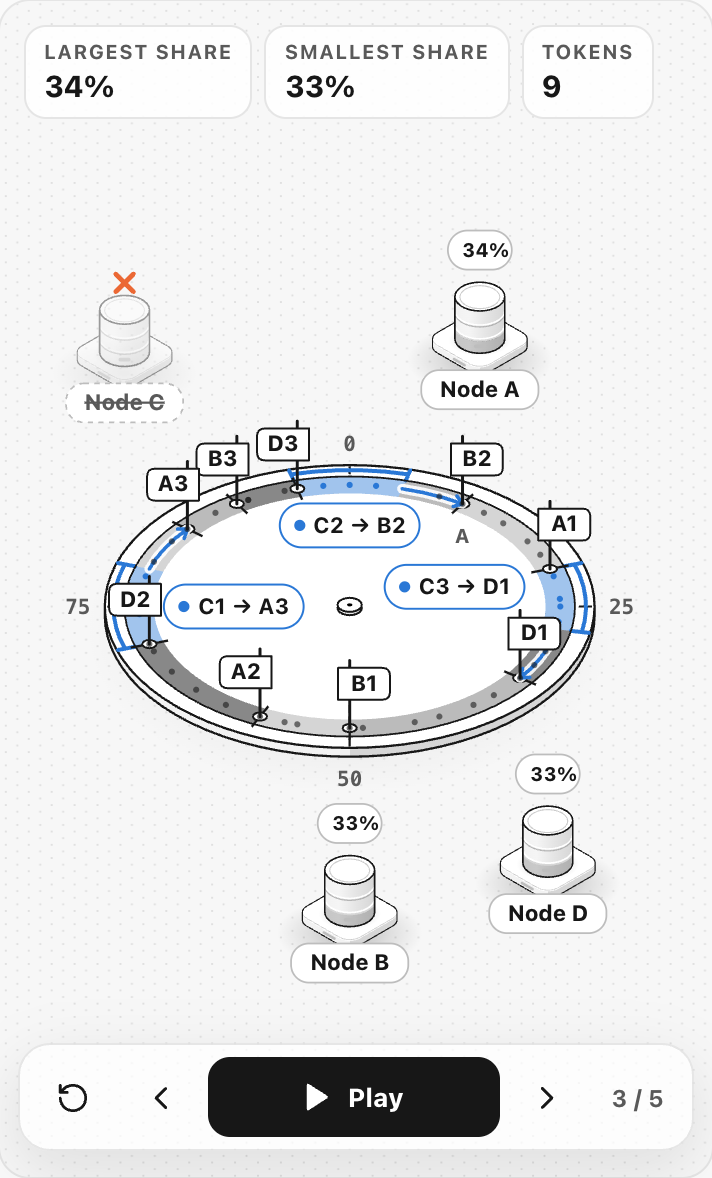 LARGEST SHARE
34%
SMALLEST SHARE
33%
TOKENS
9
34%
Node C
Node A
0
D3
B3
B2
A3
A1
C2 → B2
A
C3 → D1
75
D2
C1 → A3
25
D1
A2
B1
50
33%
33%
Node D
Node B
Play
3 / 5